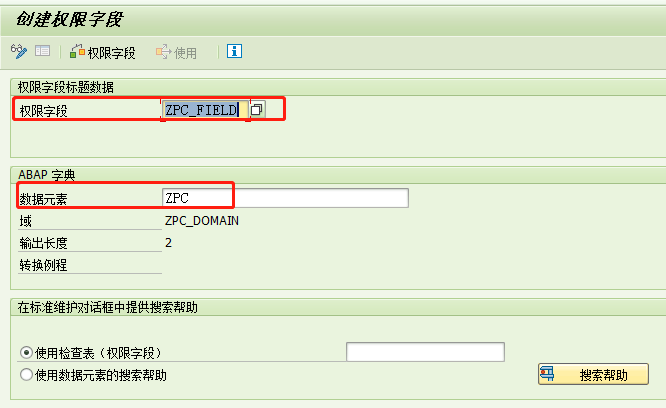 创建权限字段
权限字段 使用
权限字段标题数据
权限字段 ZPC_FIELD
ABAP 字典
数据元素 ZPC
域 ZPC_DOMAIN
输出长度 2
转换例程
在标准维护对话框中提供搜索帮助
使用检查表（权限字段）
使用数据元素的搜索帮助 搜索帮助